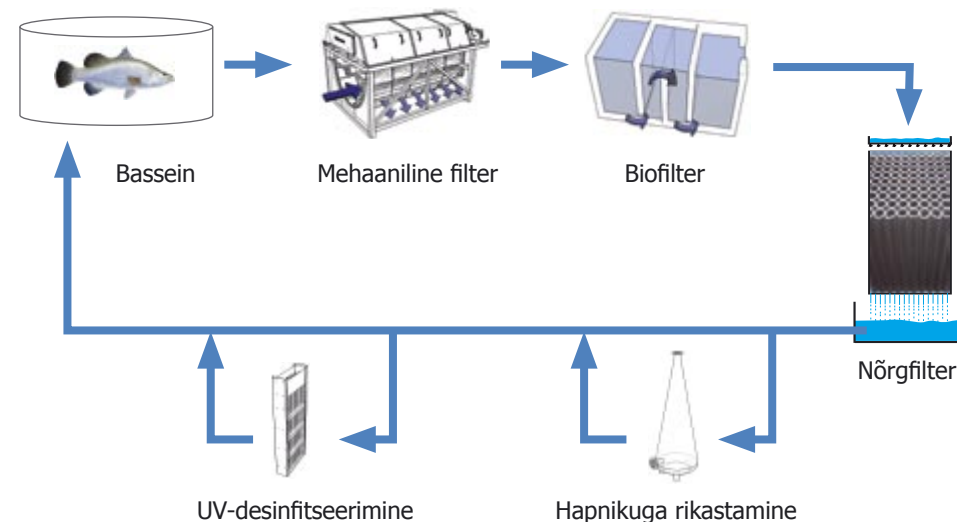 Bassein
Mehaaniline filter
Biofilter
Nõrgfilter
UV-desinfitseerimine
Hapnikuga rikastamine